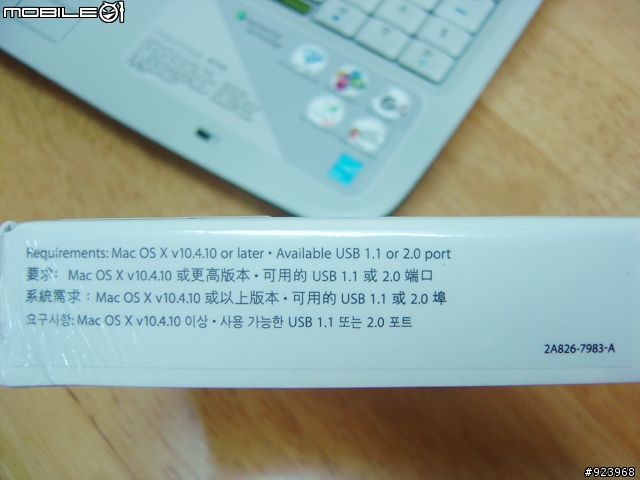 MOBILE01
Requirements: Mac OS X v10.4.10 or later • Available USB 1.1 or 2.0 port
要求: Mac OS X v10.4.10 或更高版本 • 可用的 USB 1.1 或 2.0 端口
系統需求：Mac OS X v10.4.10 或以上版本 • 可用的 USB 1.1 或 2.0 埠
요구사항: Mac OS X v10.4.10 이상 • 사용 가능한 USB 1.1 또는 2.0 포트
2A826-7983-A
#923968